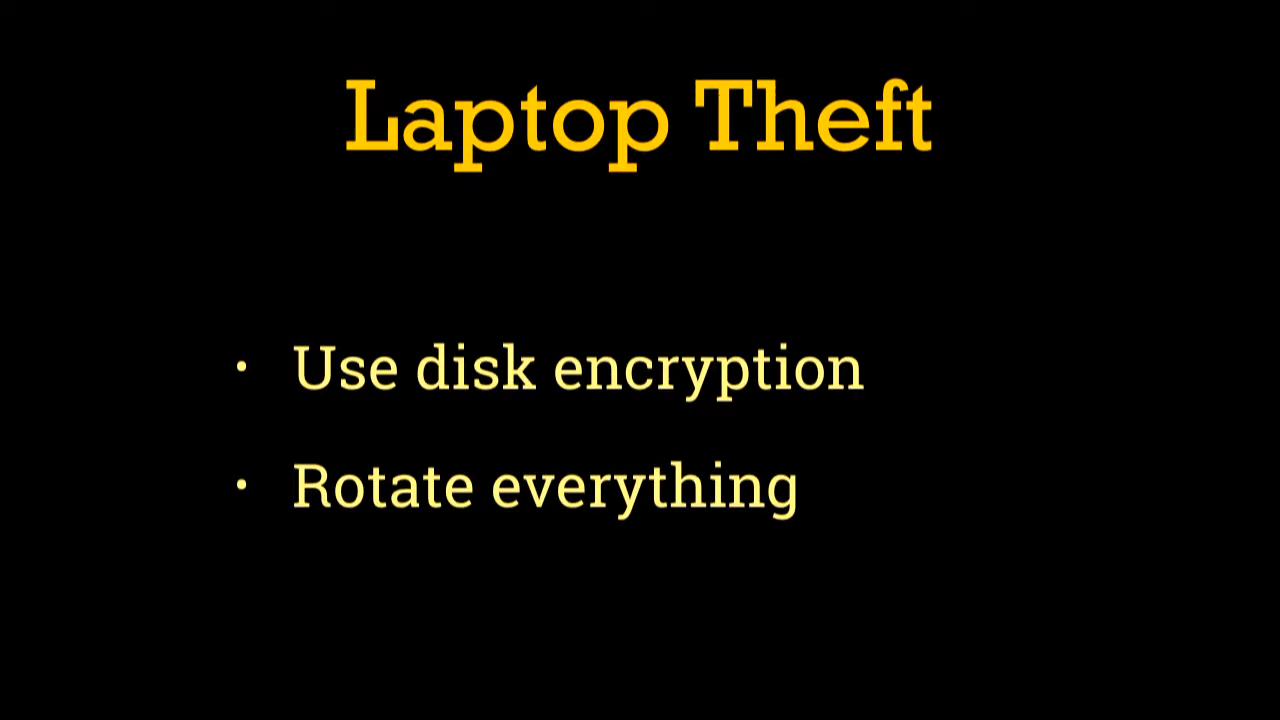 Laptop Theft
· Use disk encryption
· Rotate everything